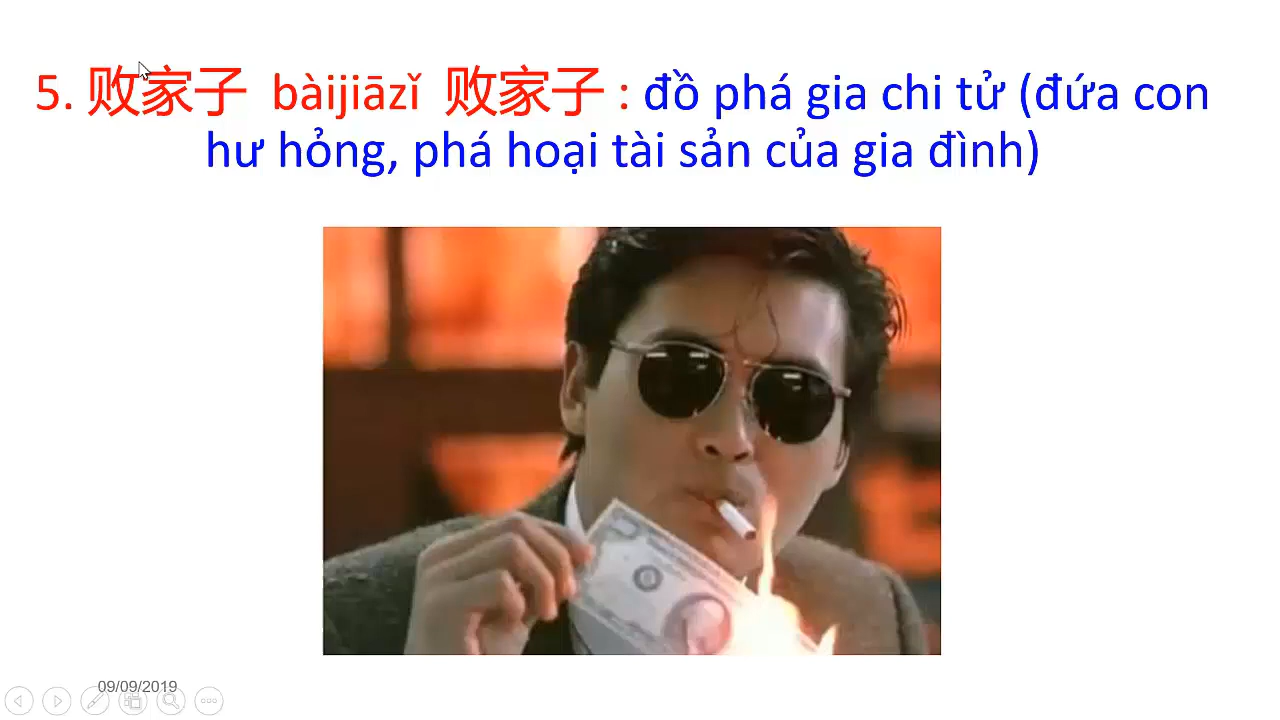 5. 败家子 bàijiāzǐ 败家子 : đồ phá gia chi tử (đứa con
hư hỏng, phá hoại tài sản của gia đình)
09/09/2019